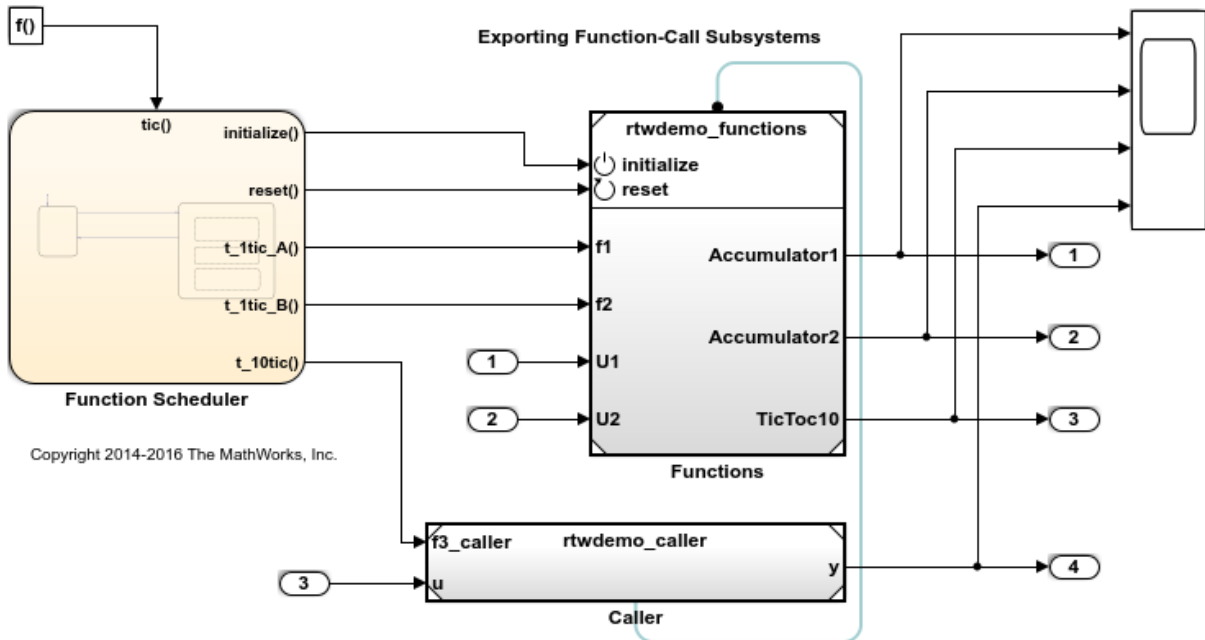 f()
Exporting Function-Call Subsystems
tic()
initialize()
reset()
t_1tic_A()
t_1tic_B()
t_10tic()
Function Scheduler
Copyright 2014-2016 The MathWorks, Inc.
rtwdemo_functions
initialize
reset
f1
f2
1
U1
2
U2
Accumulator1
Accumulator2
TicToc10
Functions
1
2
3
f3_caller
rtwdemo_caller
3
u
y
4
Caller